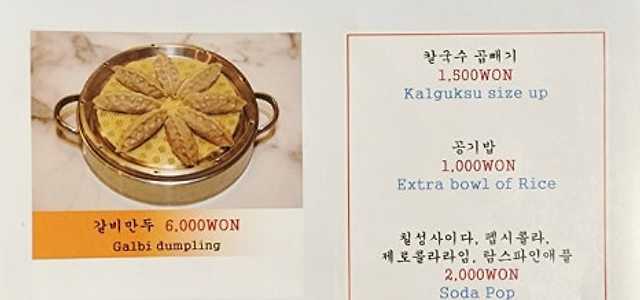 갈비만두 6,000WON
Galbi dumpling
칼국수 곱빼기
1,500WON
Kalguksu size up
공기밥
1,000WON
Extra bowl of Rice
칠성사이다, 펩시콜라,
제로콜라라임, 탐스파인애플
2,000WON
Soda Pop